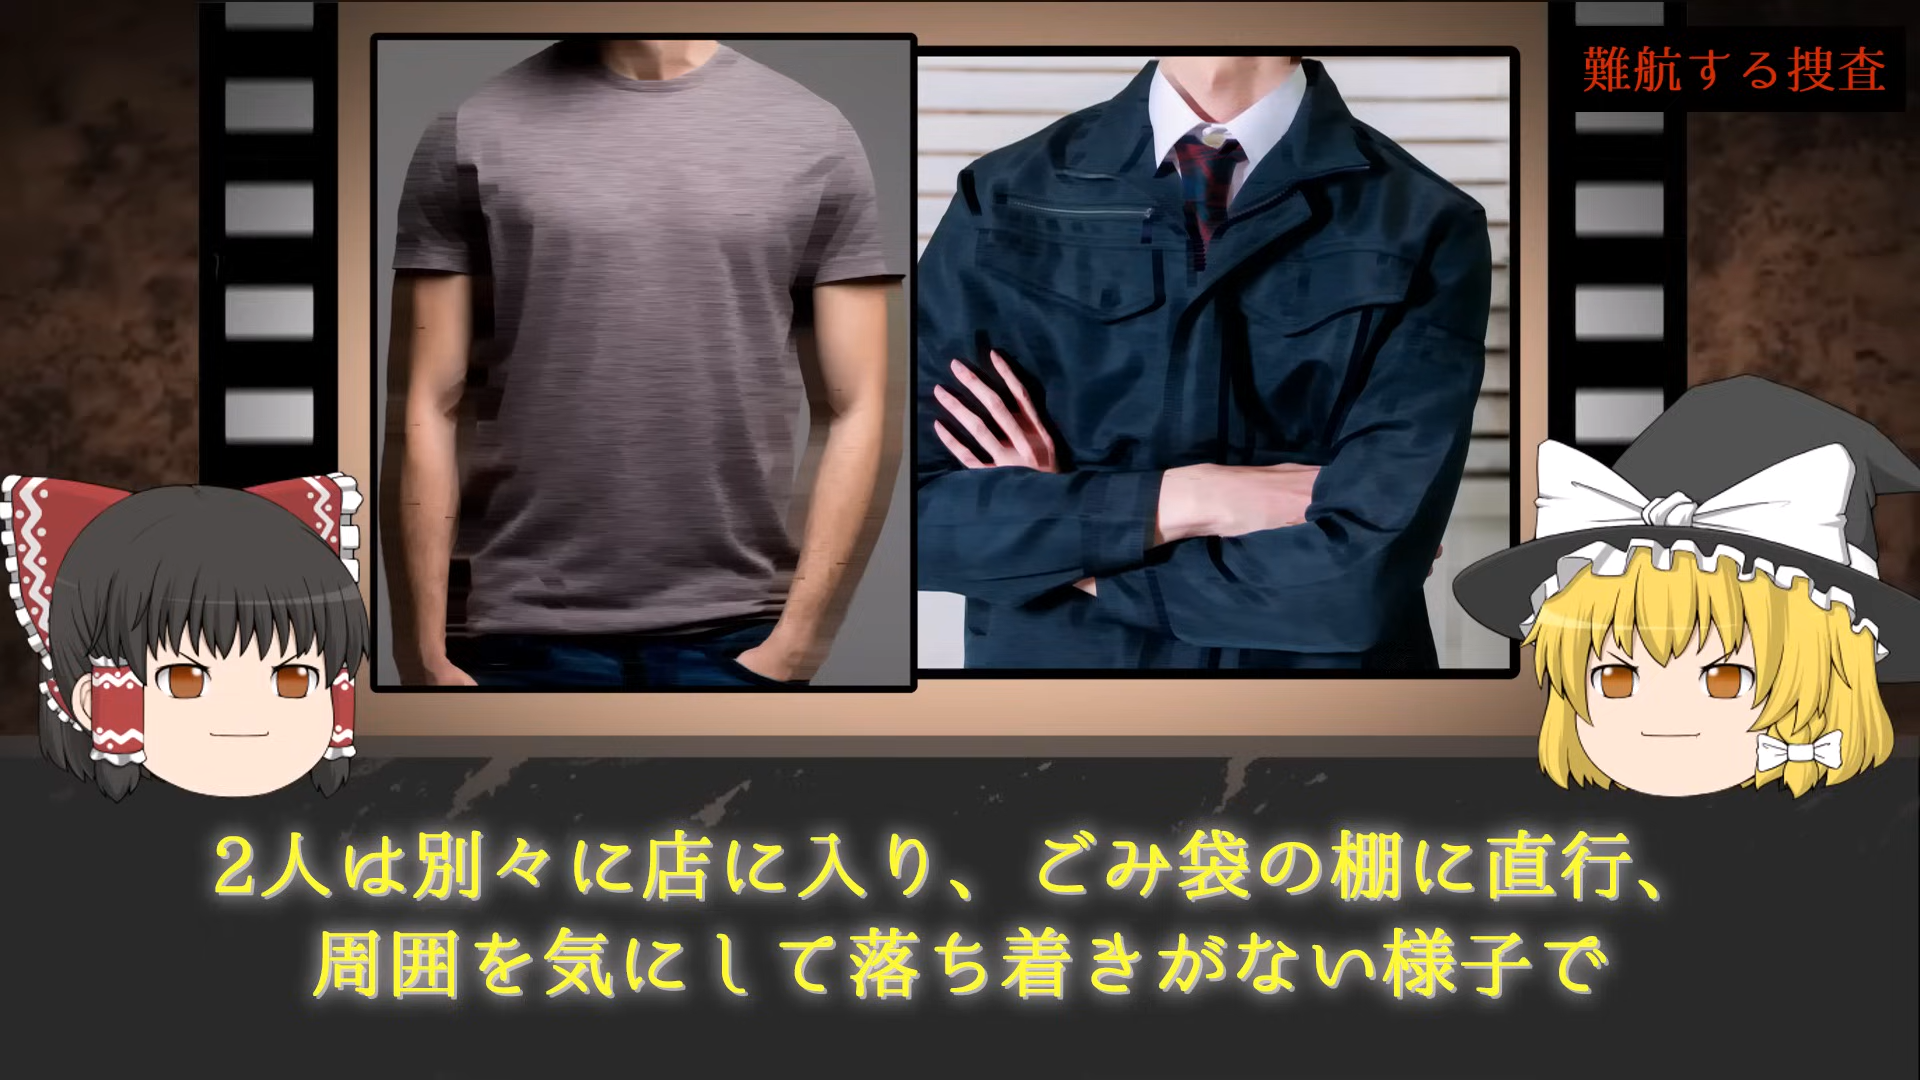 難航する捜査
2人は別々に店に入り、ごみ袋の棚に直行、
周囲を気にして落ち着きがない様子で